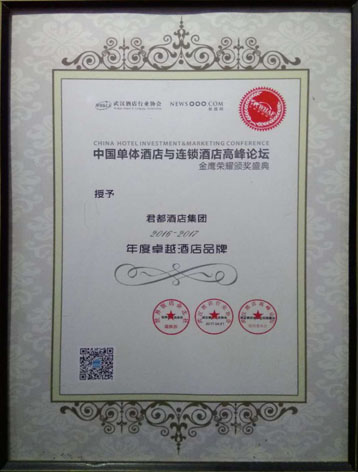 武汉酒店行业协会 NEWS COM
CHINA HOTEL INVESTMENT&MARKETING CONFERENCE
中国单体酒店与连锁酒店高峰论坛
金鹰荣耀颁奖盛典
授予
君都酒店集团
2016-2017
年度卓越酒店品牌